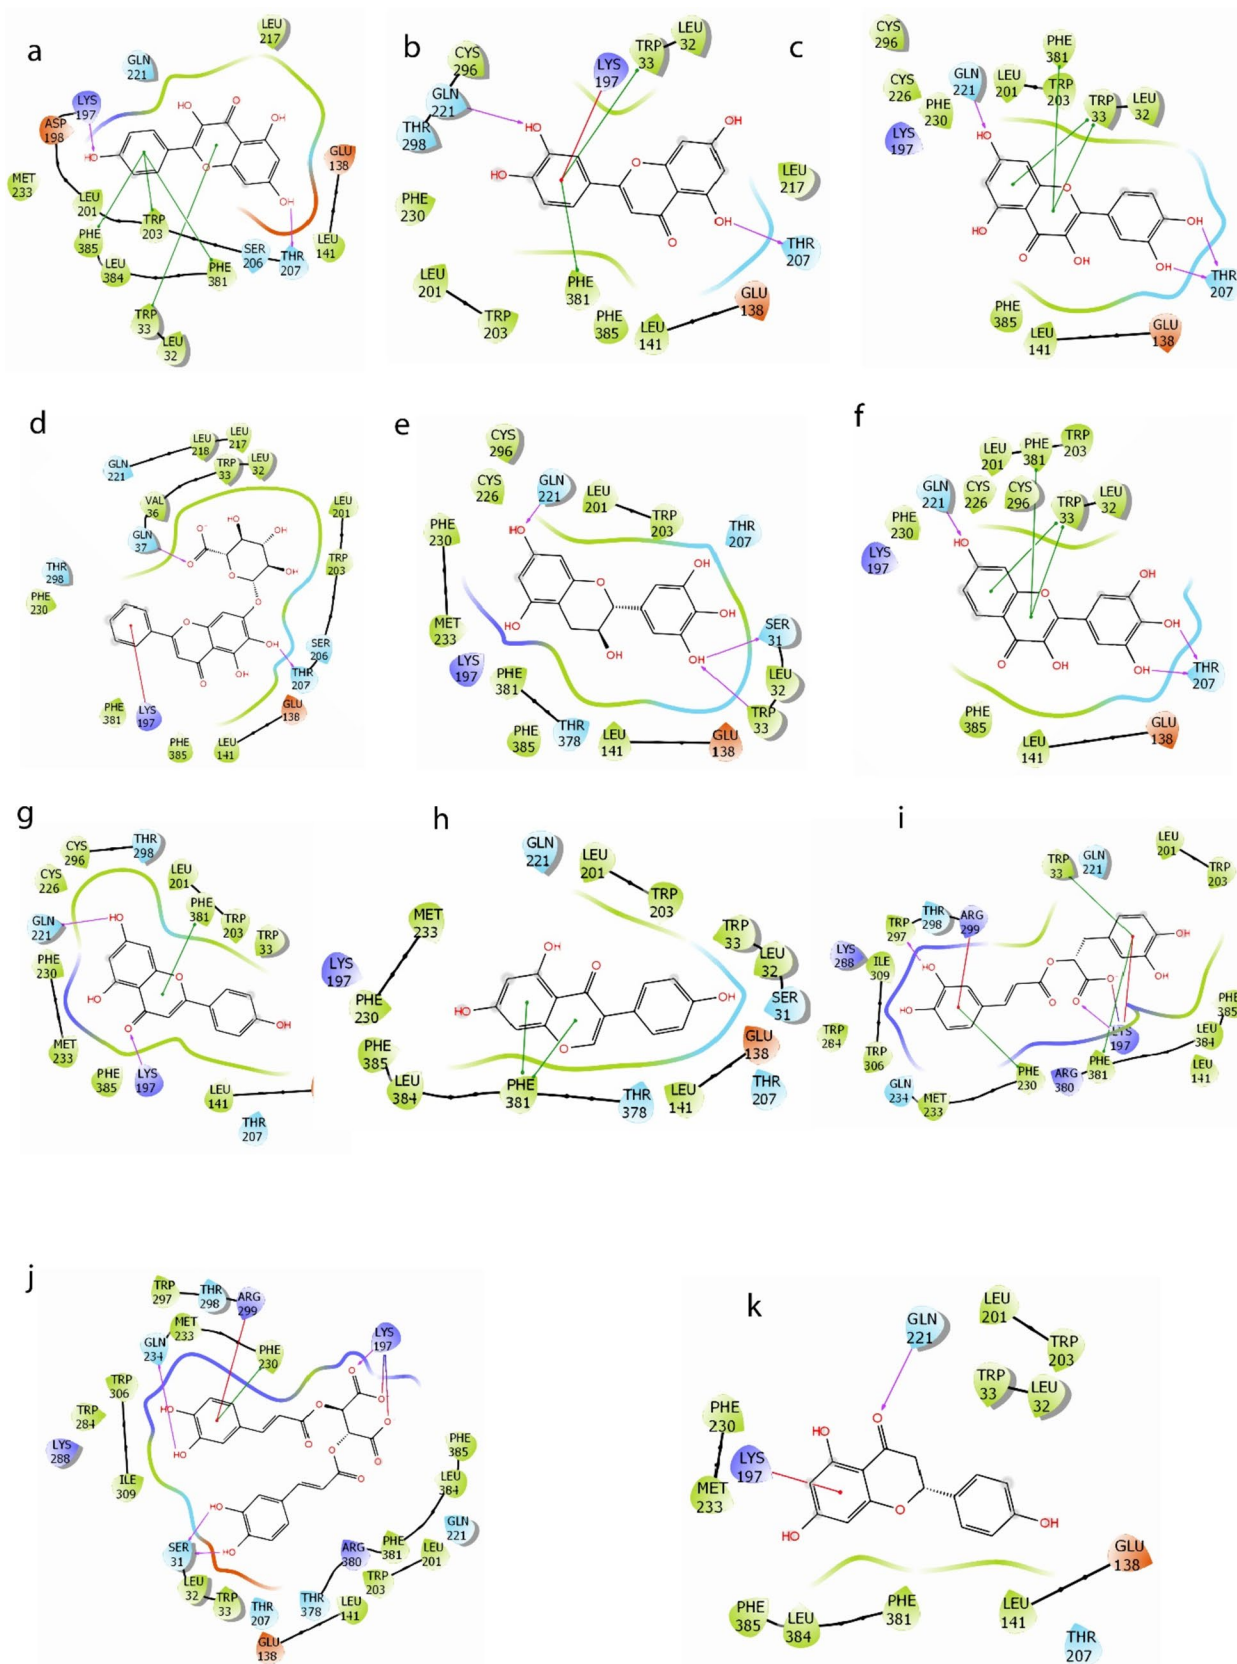 a
LEU
217
GLN
221
LYS
197
ASP
198
HO
HO
O
OH
O
OH
GLU
138
MET
233
LEU
201
TRP
203
PHE
385
LEU
384
PHE
381
SER
206
THR
207
LEU
141
TRP
33
LEU
32
b
CYS
296
GLN
221
THR
298
LYS
197
TRP
33
LEU
32
HO
HO
OH
O
OH
O
PHE
230
LEU
217
THR
207
LEU
201
TRP
203
PHE
381
PHE
385
LEU
141
GLU
138
c
CYS
296
CYS
226
PHE
230
LYS
197
GLN
221
LEU
201
PHE
381
TRP
203
TRP
33
LEU
32
HO
O
OH
O
OH
OH
HO
THR
207
PHE
385
LEU
141
GLU
138
d
GLN
221
LEU
218
LEU
217
TRP
33
LEU
32
VAL
36
GLN
37
THR
298
PHE
230
LEU
201
TRP
203
SER
206
THR
207
GLU
138
PHE
381
LYS
197
PHE
385
LEU
141
O⁻
O
HO
OH
OH
O
O
O
OH
OH
O
e
CYS
296
CYS
226
GLN
221
LEU
201
TRP
203
THR
207
PHE
230
MET
233
LYS
197
PHE
381
PHE
385
THR
378
LEU
141
GLU
138
SER
31
LEU
32
TRP
33
HO
O
OH
OH
OH
OH
HO
f
LEU
201
PHE
381
TRP
203
GLN
221
CYS
226
CYS
296
TRP
33
LEU
32
PHE
230
LYS
197
HO
O
OH
OH
OH
O
OH
THR
207
PHE
385
LEU
141
GLU
138
g
CYS
296
THR
298
CYS
226
LEU
201
PHE
381
TRP
203
TRP
33
GLN
221
PHE
230
MET
233
PHE
385
LYS
197
LEU
141
THR
207
HO
OH
O
O
OH
h
GLN
221
LEU
201
TRP
203
MET
233
LYS
197
PHE
230
TRP
33
LEU
32
SER
31
GLU
138
PHE
385
LEU
384
PHE
381
THR
378
LEU
141
THR
207
OH
O
HO
O
OH
i
TRP
33
GLN
221
LEU
201
TRP
203
TRP
297
THR
298
ARG
299
LYS
288
ILE
309
TRP
284
TRP
306
GLN
234
MET
233
PHE
230
ARG
380
PHE
381
LYS
197
PHE
385
LEU
384
LEU
141
HO
HO
O
O
O
O⁻
OH
OH
j
TRP
297
THR
298
ARG
299
MET
233
GLN
234
PHE
230
LYS
197
TRP
306
TRP
284
LYS
288
ILE
309
PHE
385
LEU
384
GLN
221
ARG
380
PHE
381
LEU
201
TRP
203
SER
31
LEU
32
TRP
33
THR
207
THR
378
LEU
141
GLU
138
HO
HO
O
O
O
O⁻
O⁻
O
O
O
HO
HO
k
GLN
221
LEU
201
TRP
203
TRP
33
LEU
32
PHE
230
LYS
197
MET
233
GLU
138
PHE
385
LEU
384
PHE
381
LEU
141
THR
207
OH
O
HO
O
OH